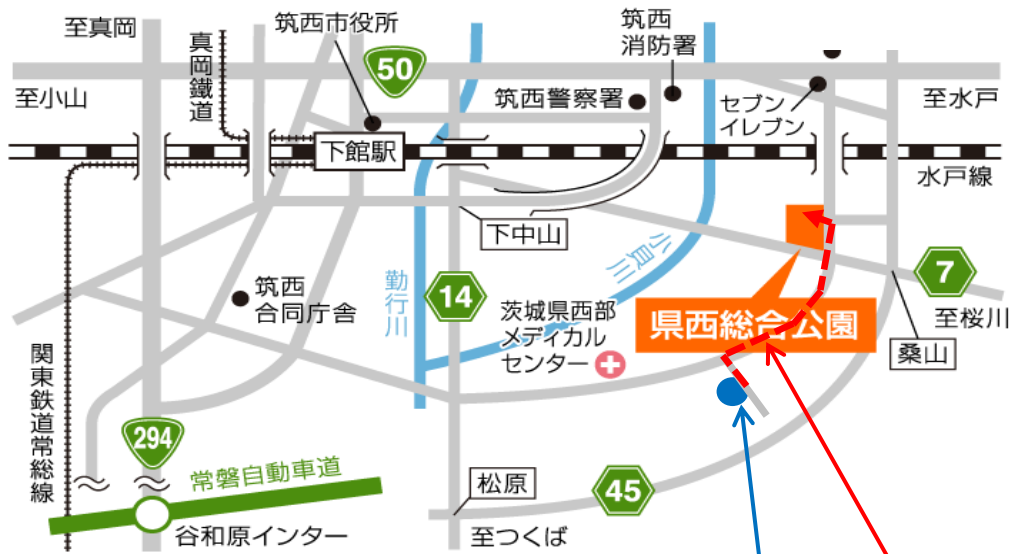 至真岡
筑西市役所
筑西
消防署
真岡鐵道
50
至小山
筑西警察署
セブン
イレブン
至水戸
下館駅
水戸線
下中山
小貝川
7
筑西
合同庁舎
勤行川
14
茨城県西部
メディカル
センター
県西総合公園
至桜川
桑山
関東鉄道常総線
294
常磐自動車道
松原
45
谷和原インター
至つくば